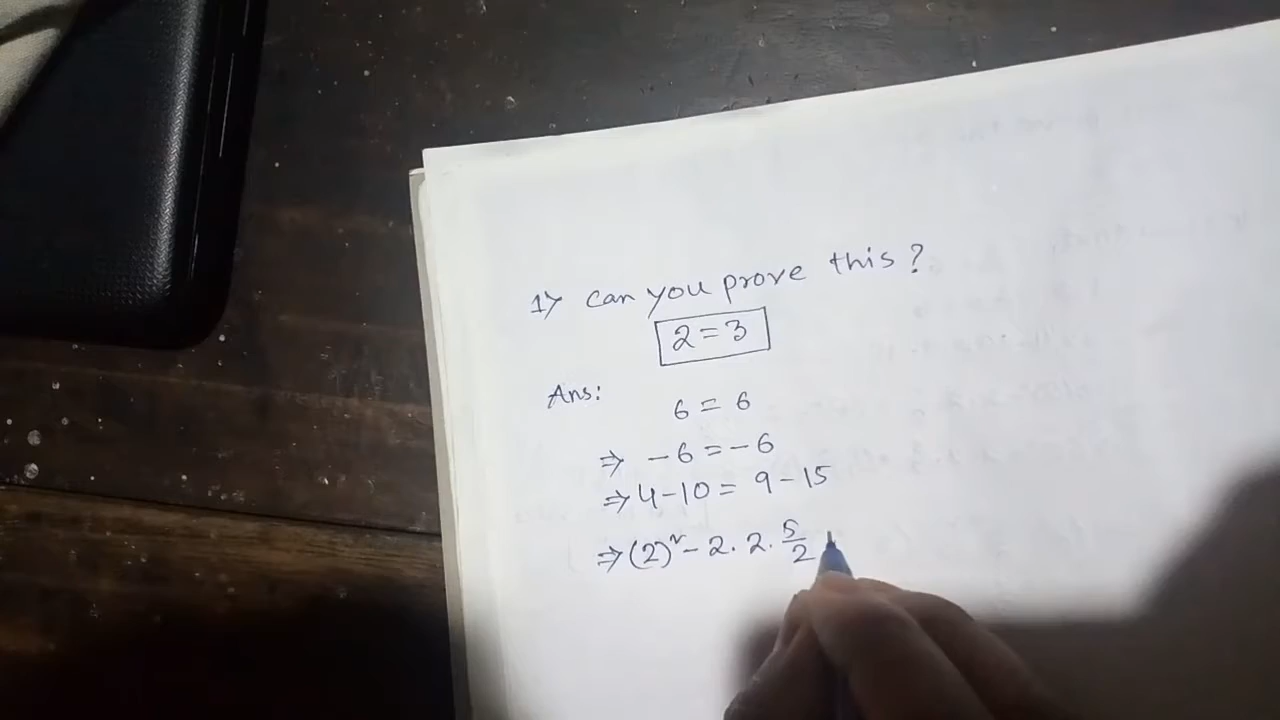 1> Can you prove this?
2=3
Ans:
6 = 6
⇒ -6 = -6
⇒ 4-10 = 9-15
⇒ (2)² - 2. 2. 5/2